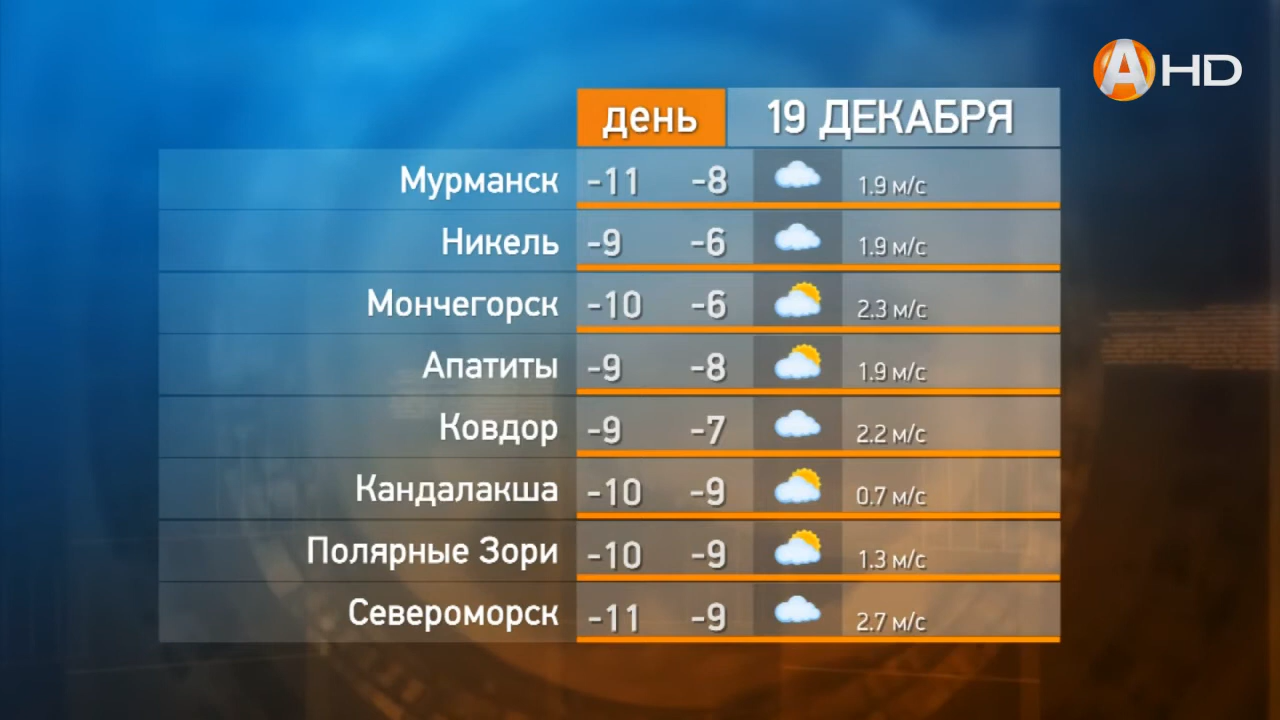 А HD
день 19 ДЕКАБРЯ
Мурманск -11 -8 1.9 м/с
Никель -9 -6 1.9 м/с
Мончегорск -10 -6 2.3 м/с
Апатиты -9 -8 1.9 м/с
Ковдор -9 -7 2.2 м/с
Кандалакша -10 -9 0.7 м/с
Полярные Зори -10 -9 1.3 м/с
Североморск -11 -9 2.7 м/с